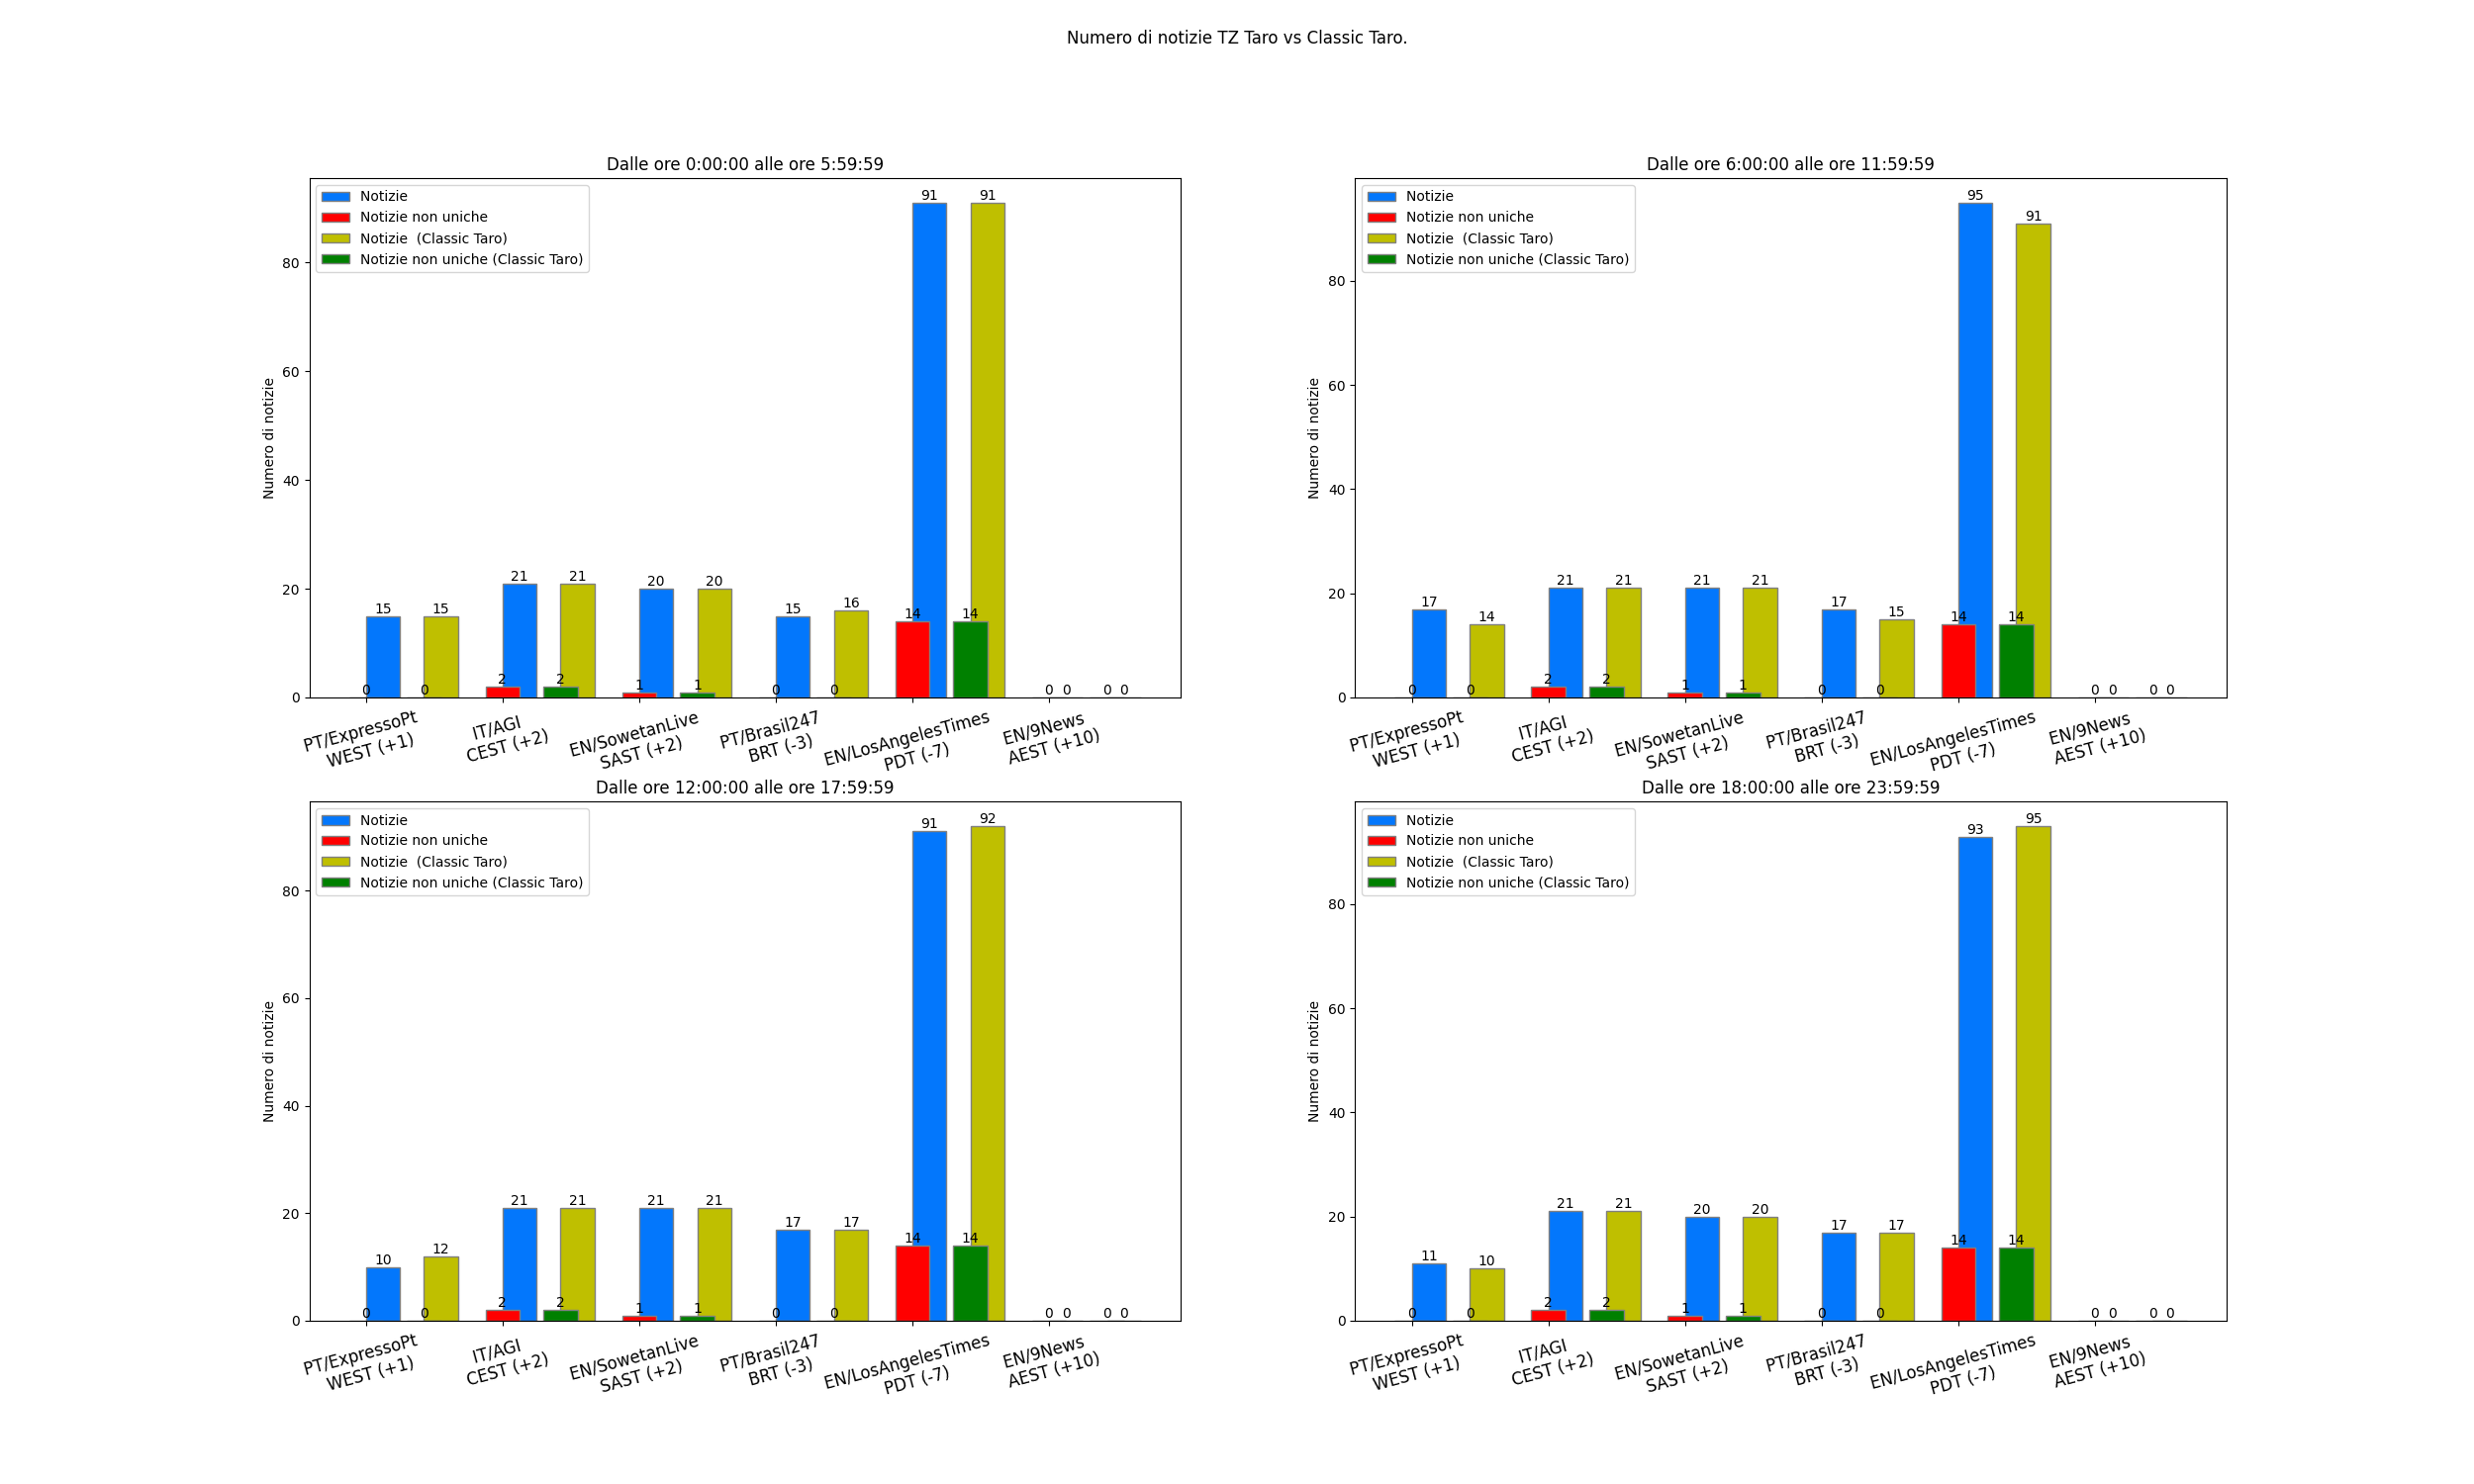 Numero di notizie TZ Taro vs Classic Taro.
Dalle ore 0:00:00 alle ore 5:59:59
Notizie
Notizie non uniche
Notizie  (Classic Taro)
Notizie non uniche (Classic Taro)
Numero di notizie
80
60
40
20
0
0 15 0 15
2 21 2 21
1 20 1 20
0 15 0 16
14 91 14 91
0 0 0 0
PT/ExpressoPt
WEST (+1)
IT/AGI
CEST (+2)
EN/SowetanLive
SAST (+2)
PT/Brasil247
BRT (-3)
EN/LosAngelesTimes
PDT (-7)
EN/9News
AEST (+10)
Dalle ore 6:00:00 alle ore 11:59:59
Notizie
Notizie non uniche
Notizie  (Classic Taro)
Notizie non uniche (Classic Taro)
Numero di notizie
80
60
40
20
0
0 17 0 14
2 21 2 21
1 21 1 21
0 17 0 15
14 95 14 91
0 0 0 0
PT/ExpressoPt
WEST (+1)
IT/AGI
CEST (+2)
EN/SowetanLive
SAST (+2)
PT/Brasil247
BRT (-3)
EN/LosAngelesTimes
PDT (-7)
EN/9News
AEST (+10)
Dalle ore 12:00:00 alle ore 17:59:59
Notizie
Notizie non uniche
Notizie  (Classic Taro)
Notizie non uniche (Classic Taro)
Numero di notizie
80
60
40
20
0
0 10 0 12
2 21 2 21
1 21 1 21
0 17 0 17
14 91 14 92
0 0 0 0
PT/ExpressoPt
WEST (+1)
IT/AGI
CEST (+2)
EN/SowetanLive
SAST (+2)
PT/Brasil247
BRT (-3)
EN/LosAngelesTimes
PDT (-7)
EN/9News
AEST (+10)
Dalle ore 18:00:00 alle ore 23:59:59
Notizie
Notizie non uniche
Notizie  (Classic Taro)
Notizie non uniche (Classic Taro)
Numero di notizie
80
60
40
20
0
0 11 0 10
2 21 2 21
1 20 1 20
0 17 0 17
14 93 14 95
0 0 0 0
PT/ExpressoPt
WEST (+1)
IT/AGI
CEST (+2)
EN/SowetanLive
SAST (+2)
PT/Brasil247
BRT (-3)
EN/LosAngelesTimes
PDT (-7)
EN/9News
AEST (+10)